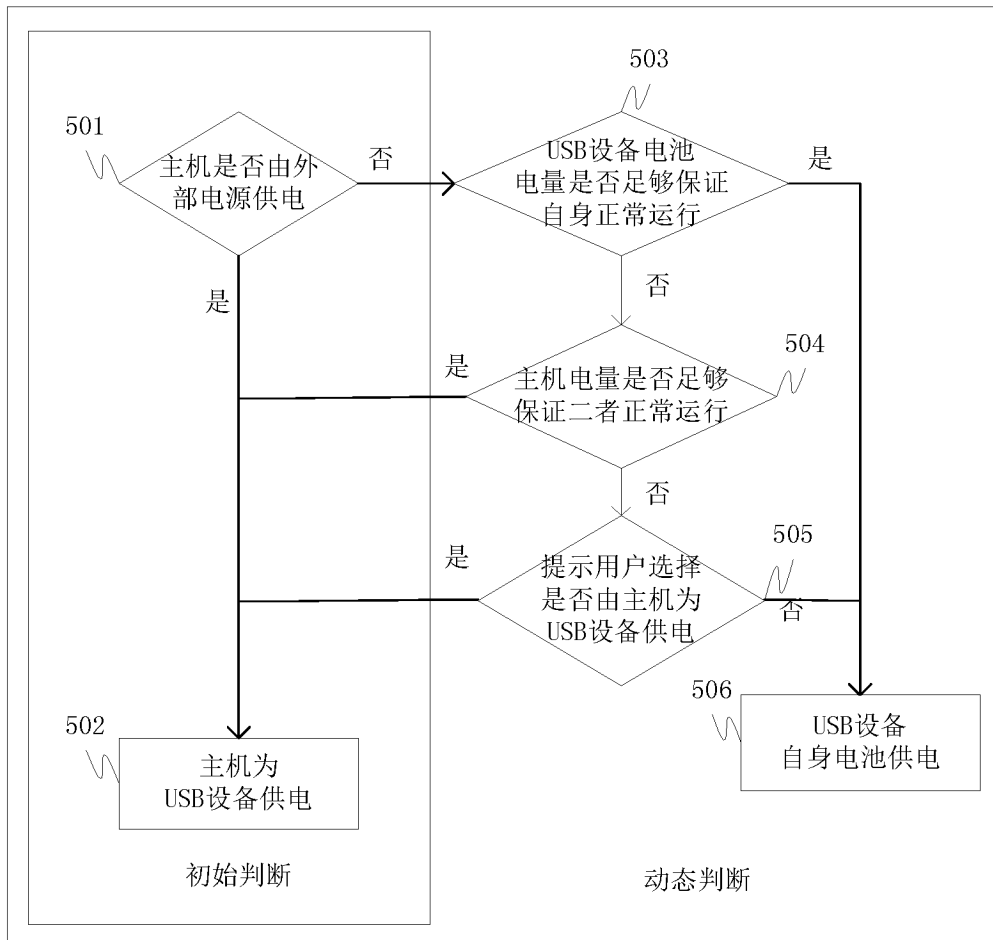 501
主机是否由外
部电源供电
否
是
503
USB设备电池
电量是否足够保证
自身正常运行
是
否
504
主机电量是否足够
保证二者正常运行
是
否
505
提示用户选择
是否由主机为
USB设备供电
是
否
502
主机为
USB设备供电
506
USB设备
自身电池供电
初始判断
动态判断